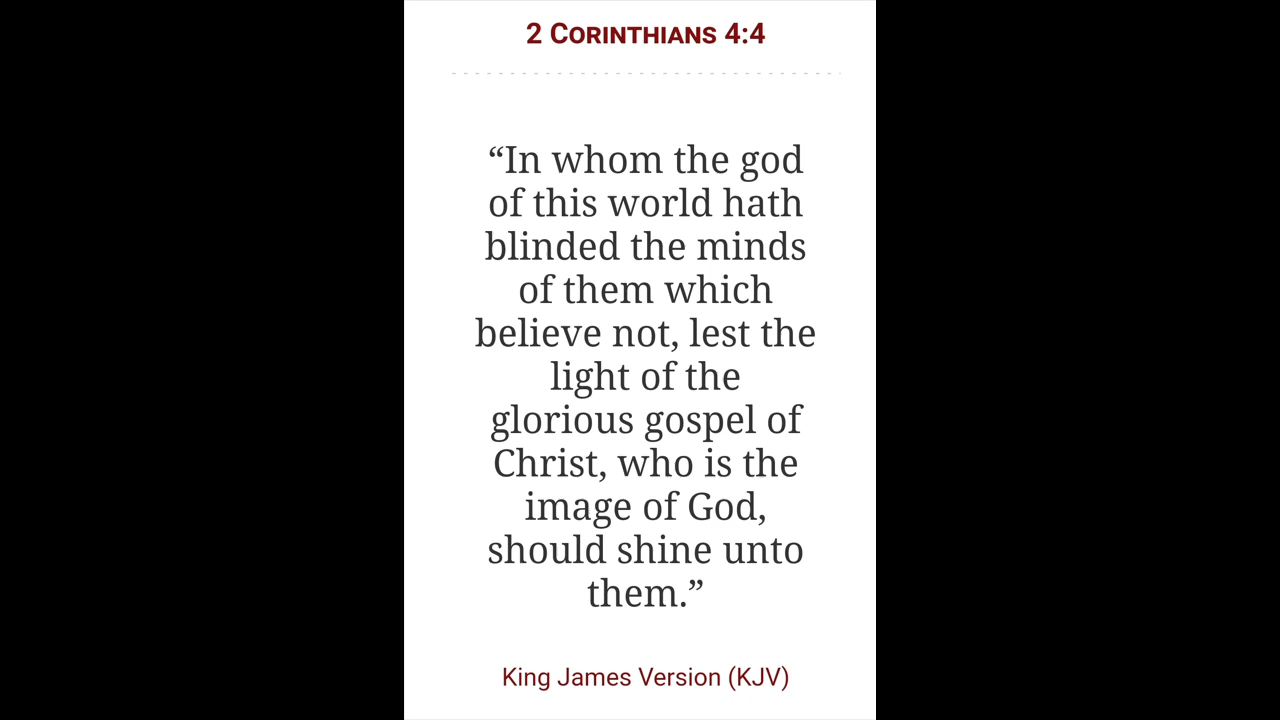 2 Corinthians 4:4
“In whom the god
of this world hath
blinded the minds
of them which
believe not, lest the
light of the
glorious gospel of
Christ, who is the
image of God,
should shine unto
them.”
King James Version (KJV)